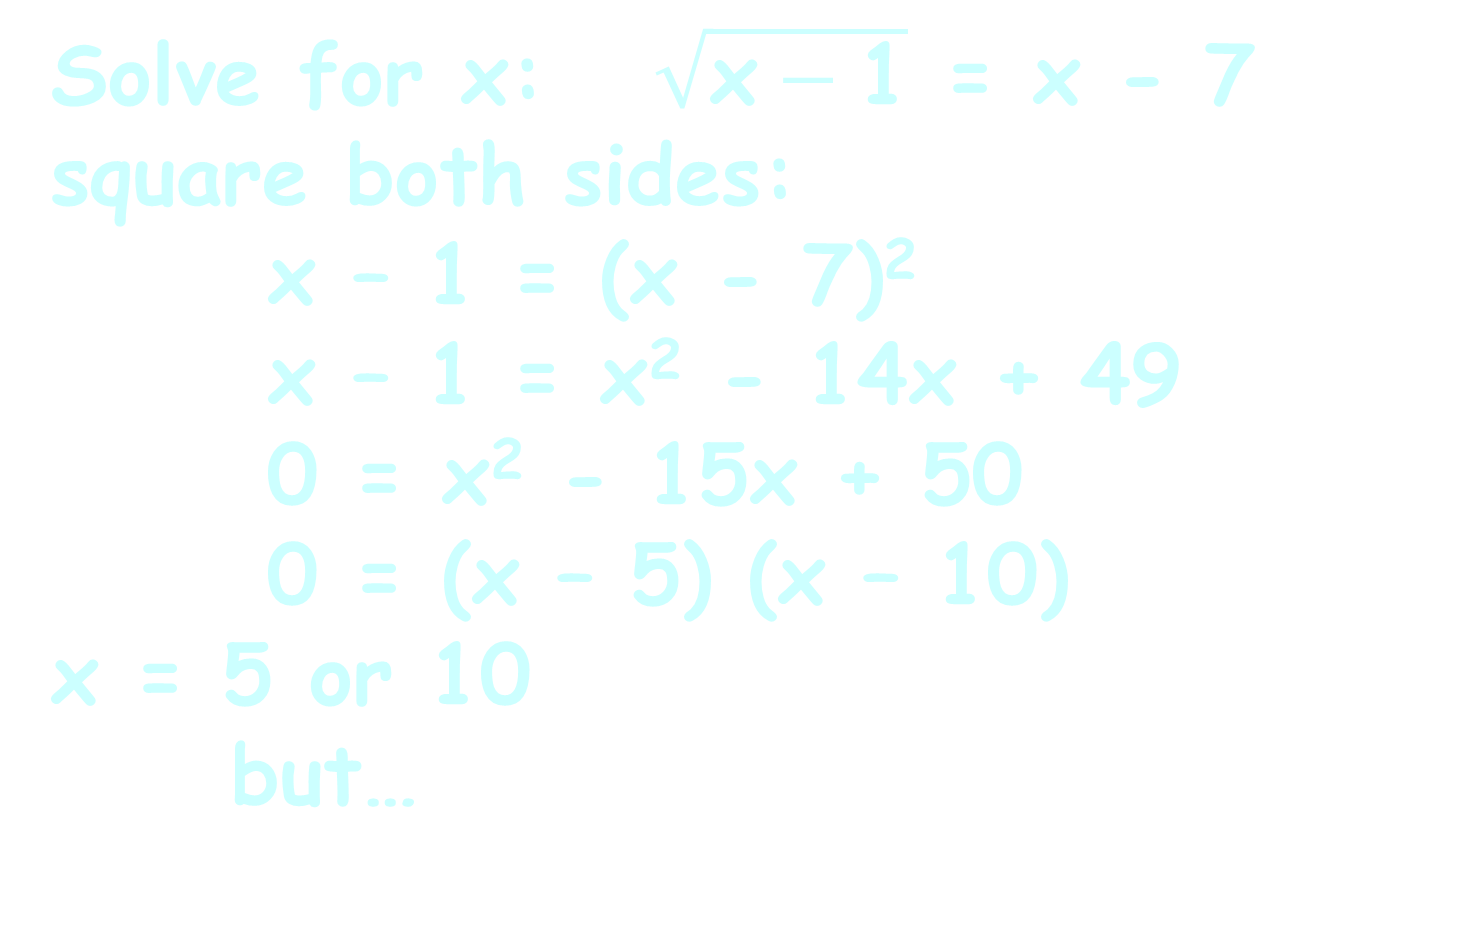 Solve for x: √x − 1 = x - 7
square both sides:
x – 1 = (x - 7)²
x – 1 = x² - 14x + 49
0 = x² - 15x + 50
0 = (x – 5) (x – 10)
x = 5 or 10
but…